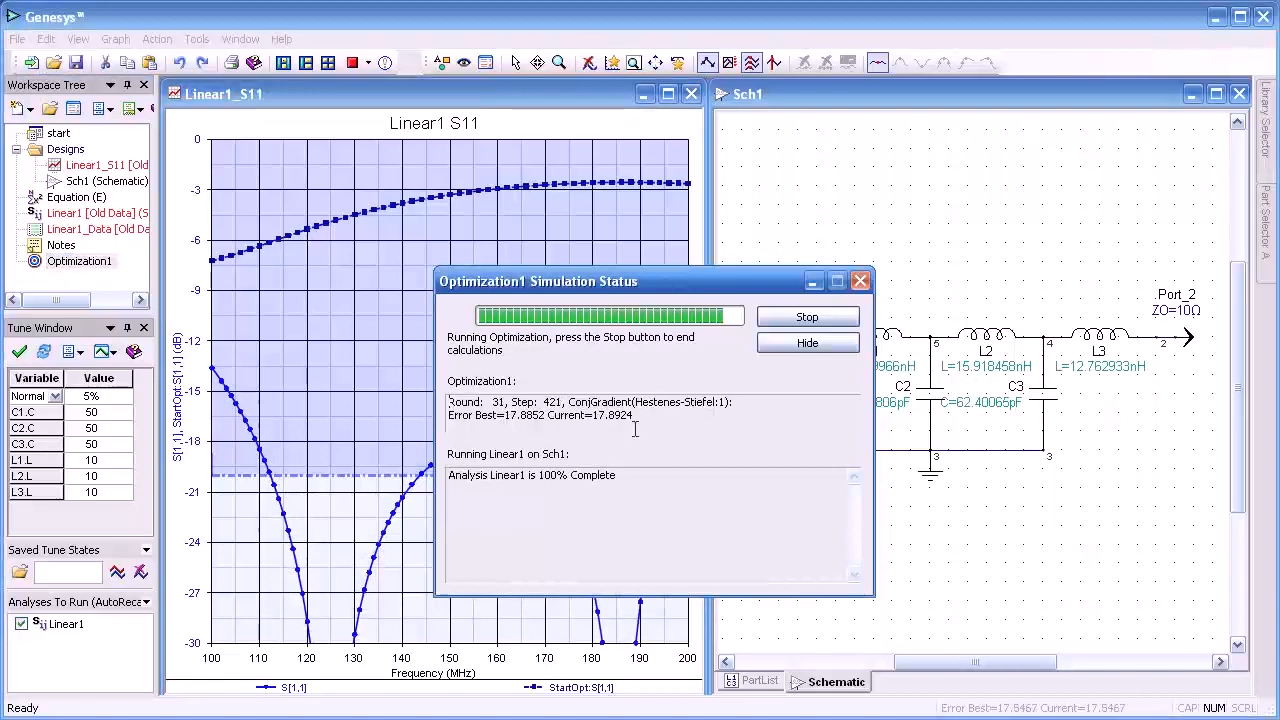 Genesys™
File Edit View Graph Action Tools Window Help
Workspace Tree
start
Designs
Linear1_S11 [Old
Sch1 (Schematic)
Equation (E)
Linear1 [Old Data] (S
Linear1_Data [Old Da
Notes
Optimization1
Tune Window
Variable Value
Normal 5%
C1.C 50
C2.C 50
C3.C 50
L1.L 10
L2.L 10
L3.L 10
Saved Tune States
Analyses To Run (AutoReca
Linear1
Linear1_S11
Linear1 S11
S[1,1], StartOpt:S[1,1] (dB)
0
-3
-6
-9
-12
-15
-18
-21
-24
-27
-30
100 110 120 130 140 150 160 170 180 190 200
Frequency (MHz)
S[1,1] StartOpt:S[1,1]
Optimization1 Simulation Status
Stop
Running Optimization, press the Stop button to end
calculations
Hide
Optimization1:
Round: 31, Step: 421, ConjGradient(Hestenes-Stiefel:1):
Error Best=17.8852 Current=17.8924
Running Linear1 on Sch1:
Analysis Linear1 is 100% Complete
Sch1
Port_2
ZO=10Ω
5 L2 4 L3 2
9966nH L=15.918458nH L=12.762933nH
C2 C3
806pF C=62.40065pF
3 3
PartList Schematic
Library Selector
Part Selector A
Ready Error Best=17.5467 Current=17.5467 CAP NUM SCRL